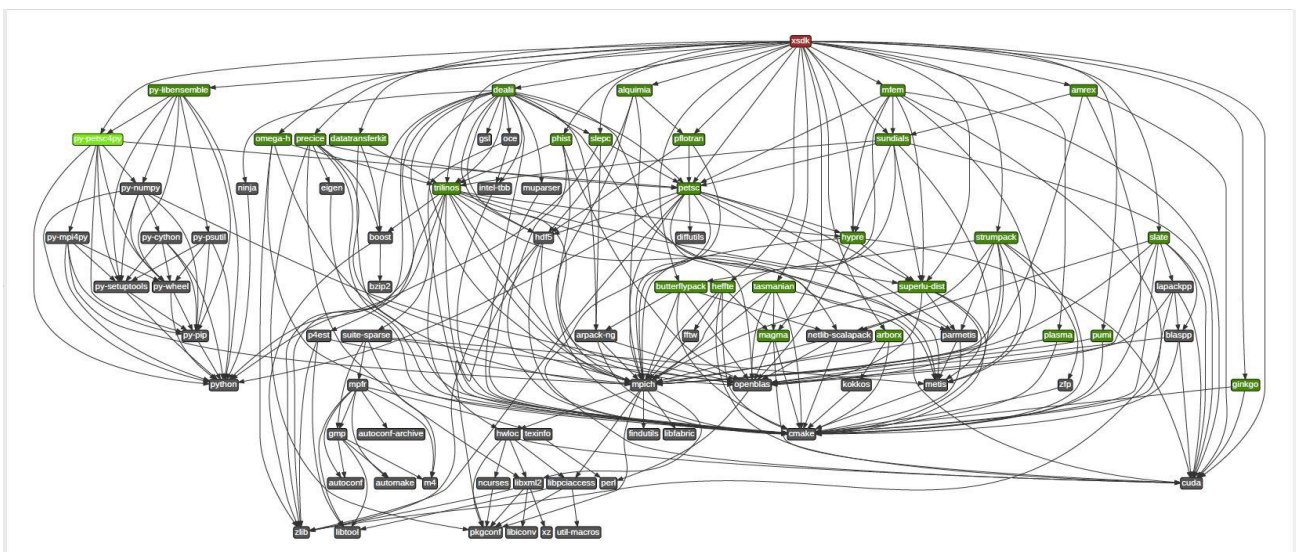 xsdk
py-libensemble dealii alquimia mfem amrex
py-petsc4py omega-h precice datatransferkit gsl oce phist slepc pflotran sundials
py-numpy ninja eigen trilinos intel-tbb muparser petsc
py-mpi4py py-cython py-psutil boost hdf5 diffutils hypre strumpack slate
py-setuptools py-wheel bzip2 butterflypack heffte tasmanian superlu-dist lapackpp
py-pip p4est suite-sparse arpack-ng fftw magma netlib-scalapack arborx parmetis plasma pumi blaspp
python mpfr mpich openblas kokkos metis zfp ginkgo
gmp autoconf-archive hwloc texinfo findutils libfabric cmake
autoconf automake m4 ncurses libxml2 libpciaccess perl cuda
zlib libtool pkgconf libiconv xz util-macros